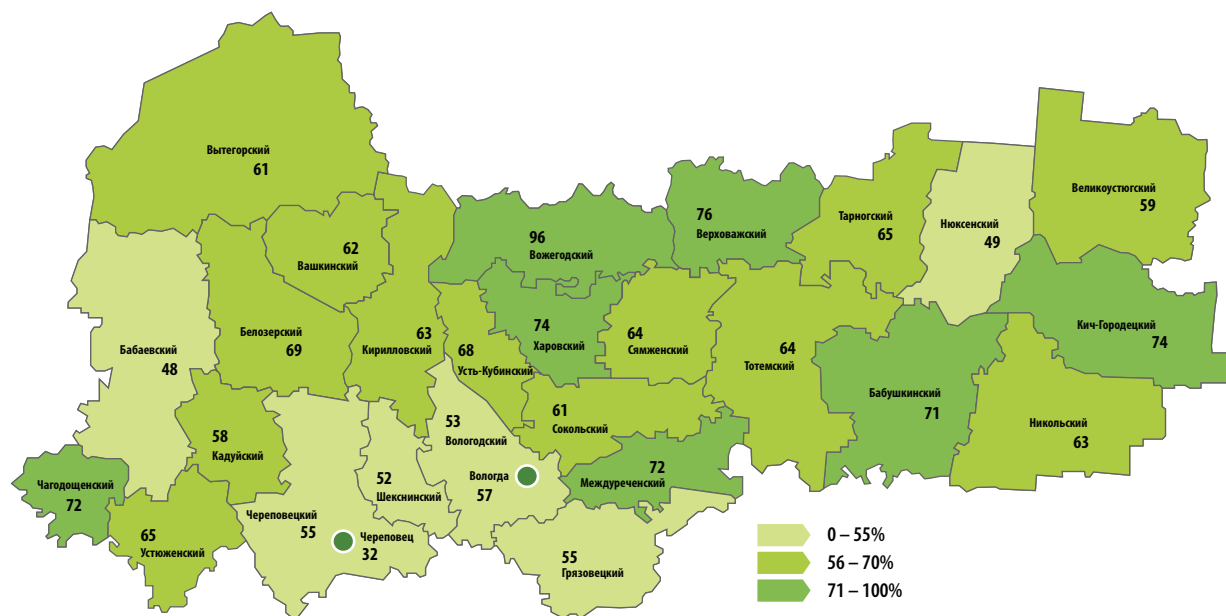 Вытегорский
61
Великоустюгский
59
76
Верховажский
Тарногский
65
Нюксенский
49
62
Вашкинский
96
Вожегодский
Кич-Городецкий
74
Белозерский
69
63
Кирилловский
74
Харовский
64
Сямженский
68
Усть-Кубинский
64
Тотемский
Бабаевский
48
Бабушкинский
71
61
Сокольский
53
Вологодский
Никольский
63
58
Кадуйский
52
Шекснинский
Вологда
57
72
Междуреченский
Чагодощенский
72
65
Устюженский
Череповецкий
55
Череповец
32
55
Грязовецкий
0 – 55%
56 – 70%
71 – 100%